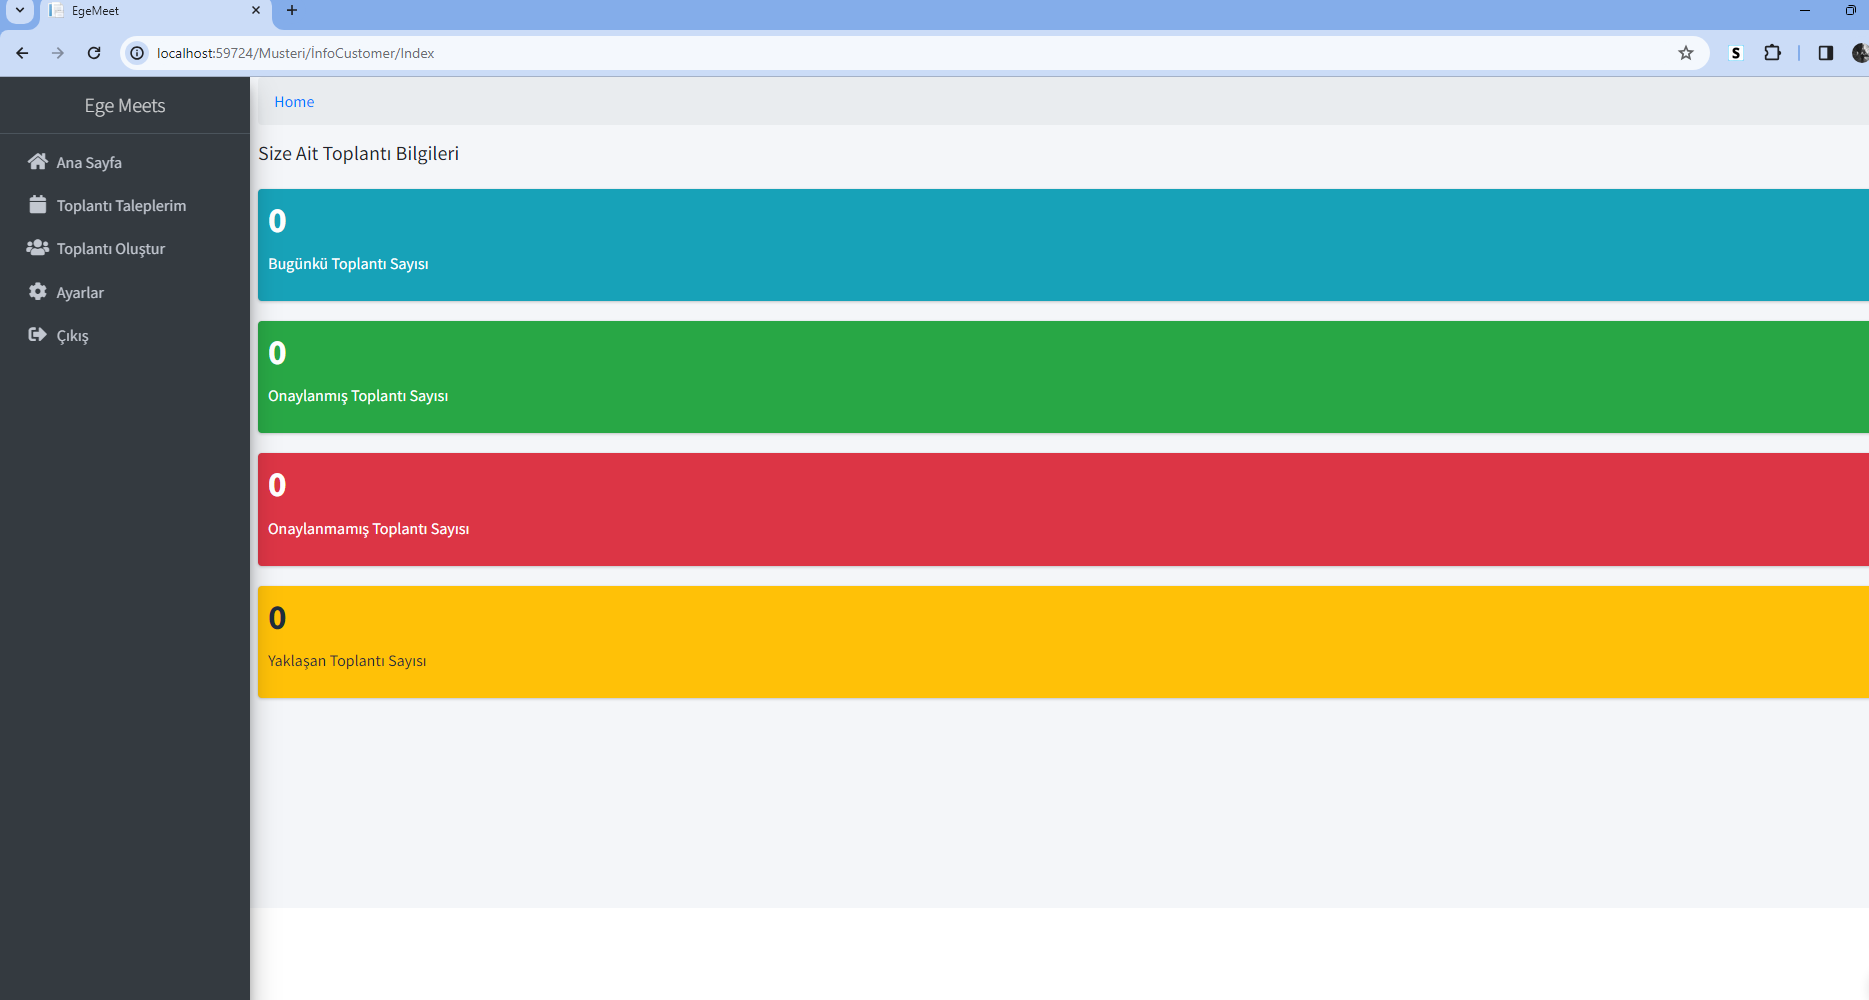 EgeMeet
localhost:59724/Musteri/İnfoCustomer/Index
S
Ege Meets
Home
Ana Sayfa
Toplantı Taleplerim
Toplantı Oluştur
Ayarlar
Çıkış
Size Ait Toplantı Bilgileri
0
Bugünkü Toplantı Sayısı
0
Onaylanmış Toplantı Sayısı
0
Onaylanmamış Toplantı Sayısı
0
Yaklaşan Toplantı Sayısı